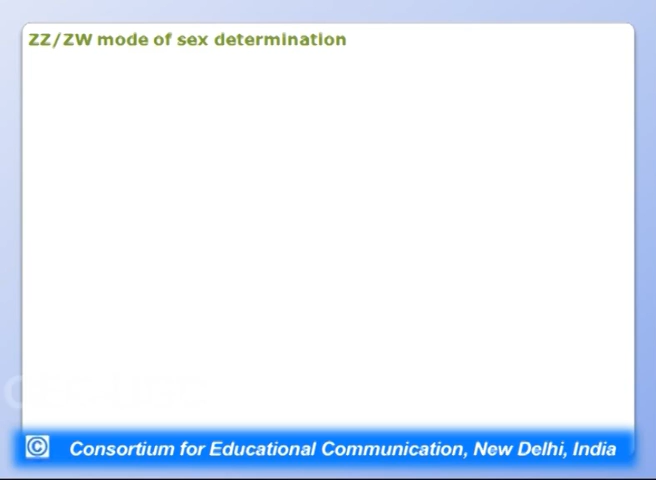 ZZ/ZW mode of sex determination
© Consortium for Educational Communication, New Delhi, India